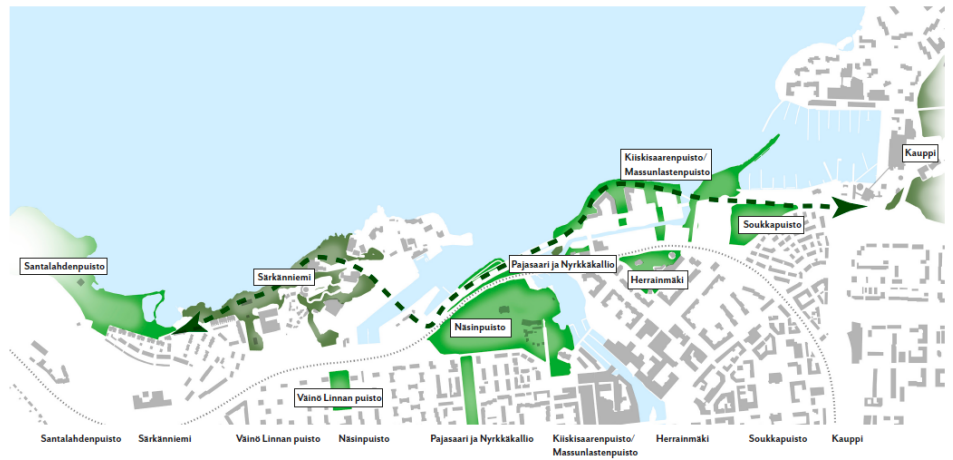 Kauppi
Kiiskisaarenpuisto/
Massunlastenpuisto
Soukkapuisto
Santalahdenpuisto
Särkänniemi
Pajasaari ja Nyrkkäkallio
Herrainmäki
Näsinpuisto
Väinö Linnan puisto
Santalahdenpuisto
Särkänniemi
Väinö Linnan puisto
Näsinpuisto
Pajasaari ja Nyrkkäkallio
Kiiskisaarenpuisto/
Massunlastenpuisto
Herrainmäki
Soukkapuisto
Kauppi